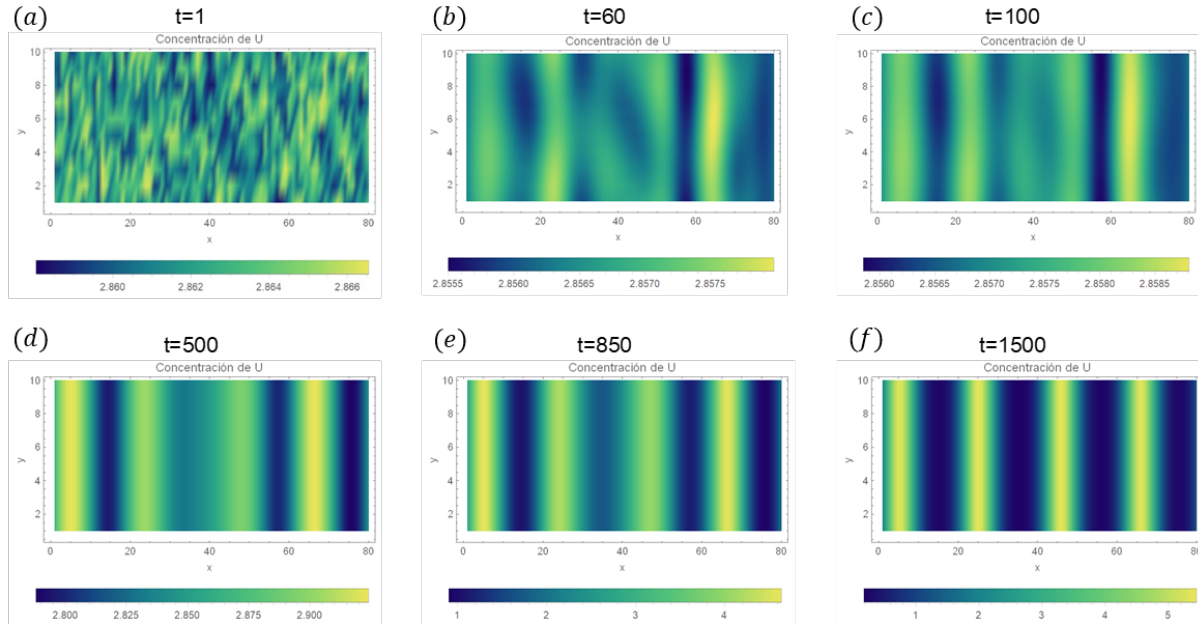 (a) t=1
Concentración de U
10
8
6
4
2
y
0 20 40 60 80
x
2.860 2.862 2.864 2.866
(b) t=60
Concentración de U
10
8
6
4
2
y
0 20 40 60 80
x
2.8555 2.8560 2.8565 2.8570 2.8575
(c) t=100
Concentración de U
10
8
6
4
2
y
0 20 40 60 80
x
2.8560 2.8565 2.8570 2.8575 2.8580 2.8585
(d) t=500
Concentración de U
10
8
6
4
2
y
0 20 40 60 80
x
2.800 2.825 2.850 2.875 2.900
(e) t=850
Concentración de U
10
8
6
4
2
y
0 20 40 60 80
x
1 2 3 4
(f) t=1500
Concentración de U
10
8
6
4
2
y
0 20 40 60 80
x
1 2 3 4 5